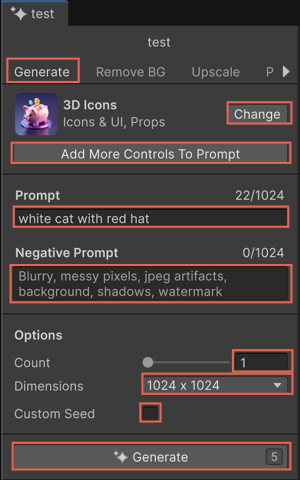 test
test
Generate Remove BG Upscale P
3D Icons
Icons & UI, Props
Change
Add More Controls To Prompt
Prompt 22/1024
white cat with red hat
Negative Prompt 0/1024
Blurry, messy pixels, jpeg artifacts,
background, shadows, watermark
Options
Count 1
Dimensions 1024 x 1024
Custom Seed
Generate 5